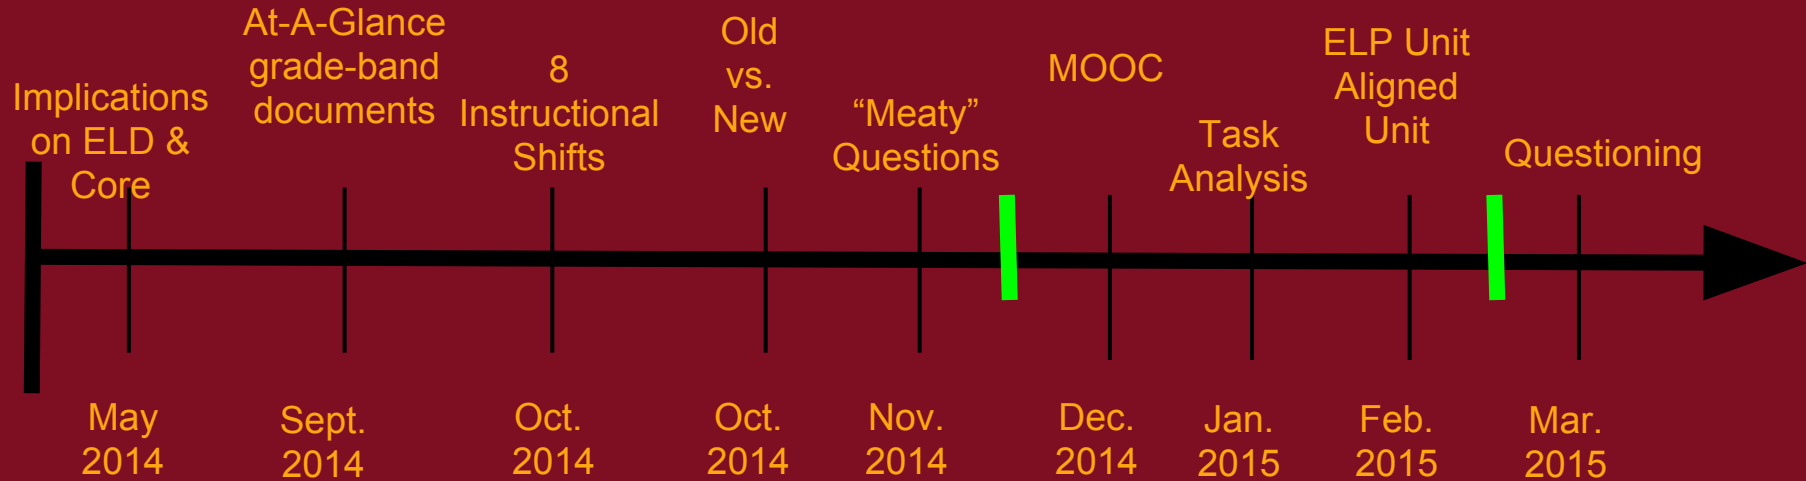 Implications
on ELD &
Core
At-A-Glance
grade-band
documents
8
Instructional
Shifts
Old
vs.
New
“Meaty”
Questions
MOOC
Task
Analysis
ELP Unit
Aligned
Unit
Questioning
May
2014
Sept.
2014
Oct.
2014
Oct.
2014
Nov.
2014
Dec.
2014
Jan.
2015
Feb.
2015
Mar.
2015